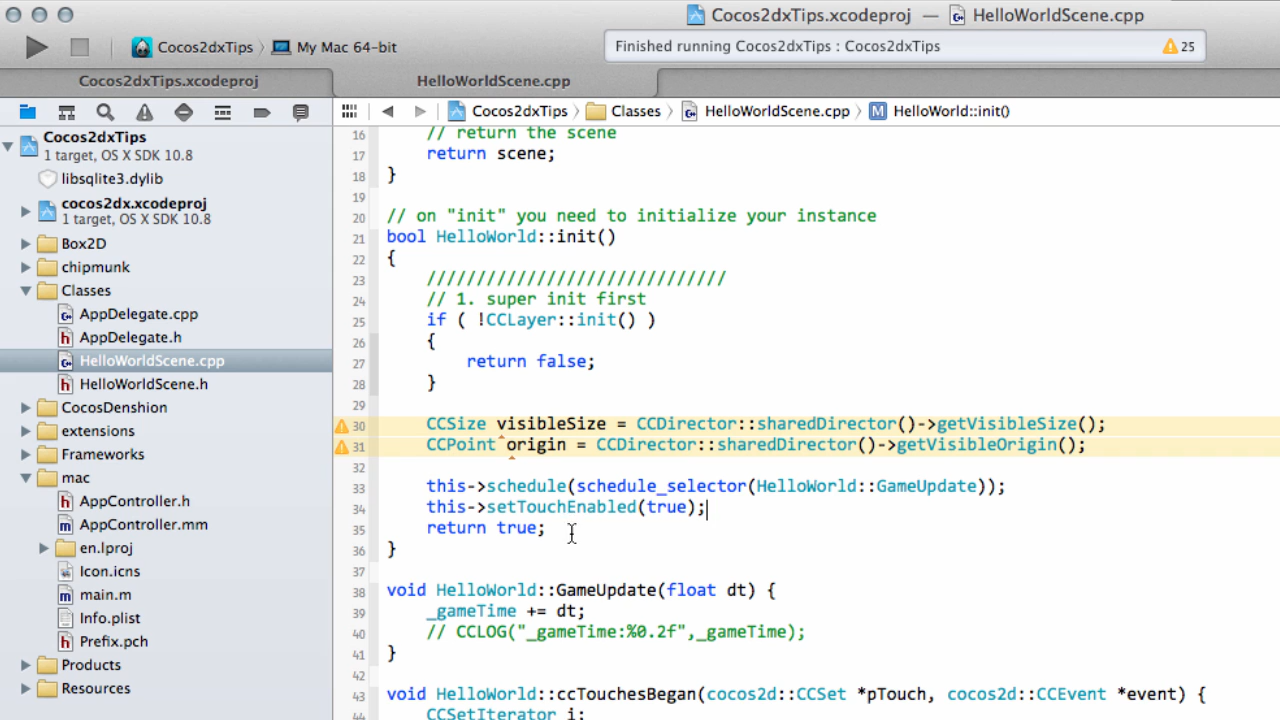 Cocos2dxTips.xcodeproj — HelloWorldScene.cpp
Cocos2dxTips 〉 My Mac 64-bit
Finished running Cocos2dxTips : Cocos2dxTips
25
Cocos2dxTips.xcodeproj
HelloWorldScene.cpp
Cocos2dxTips 〉 Classes 〉 HelloWorldScene.cpp 〉 M HelloWorld::init()
Cocos2dxTips
1 target, OS X SDK 10.8
libsqlite3.dylib
cocos2dx.xcodeproj
1 target, OS X SDK 10.8
Box2D
chipmunk
Classes
AppDelegate.cpp
h AppDelegate.h
HelloWorldScene.cpp
h HelloWorldScene.h
CocosDenshion
extensions
Frameworks
mac
h AppController.h
m AppController.mm
en.lproj
Icon.icns
m main.m
Info.plist
h Prefix.pch
Products
Resources
16 // return the scene
17 return scene;
18 }
19
20 // on "init" you need to initialize your instance
21 bool HelloWorld::init()
22 {
23 //////////////////////////////
24 // 1. super init first
25 if ( !CCLayer::init() )
26 {
27 return false;
28 }
29
30 CCSize visibleSize = CCDirector::sharedDirector()->getVisibleSize();
31 CCPoint origin = CCDirector::sharedDirector()->getVisibleOrigin();
32
33 this->schedule(schedule_selector(HelloWorld::GameUpdate));
34 this->setTouchEnabled(true);
35 return true;
36 }
37
38 void HelloWorld::GameUpdate(float dt) {
39 _gameTime += dt;
40 // CCLOG("_gameTime:%0.2f",_gameTime);
41 }
42
43 void HelloWorld::ccTouchesBegan(cocos2d::CCSet *pTouch, cocos2d::CCEvent *event) {
44 CCSetIterator i;